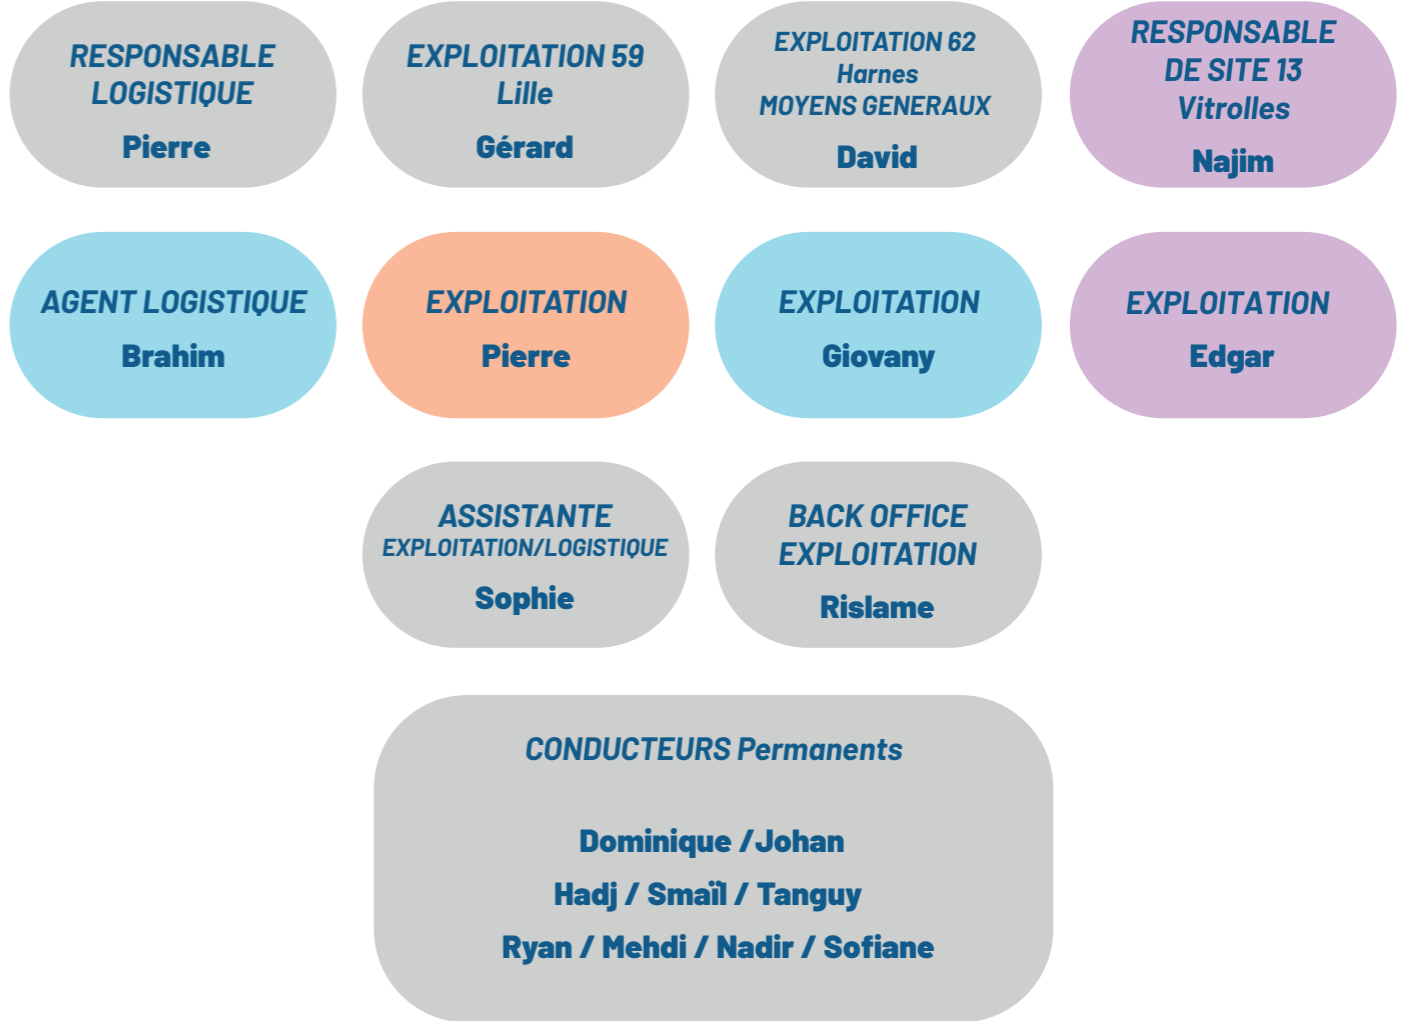 RESPONSABLE
LOGISTIQUE
Pierre
EXPLOITATION 59
Lille
Gérard
EXPLOITATION 62
Harnes
MOYENS GENERAUX
David
RESPONSABLE
DE SITE 13
Vitrolles
Najim
AGENT LOGISTIQUE
Brahim
EXPLOITATION
Pierre
EXPLOITATION
Giovany
EXPLOITATION
Edgar
ASSISTANTE
EXPLOITATION/LOGISTIQUE
Sophie
BACK OFFICE
EXPLOITATION
Rislame
CONDUCTEURS Permanents
Dominique /Johan
Hadj / Smaïl / Tanguy
Ryan / Mehdi / Nadir / Sofiane